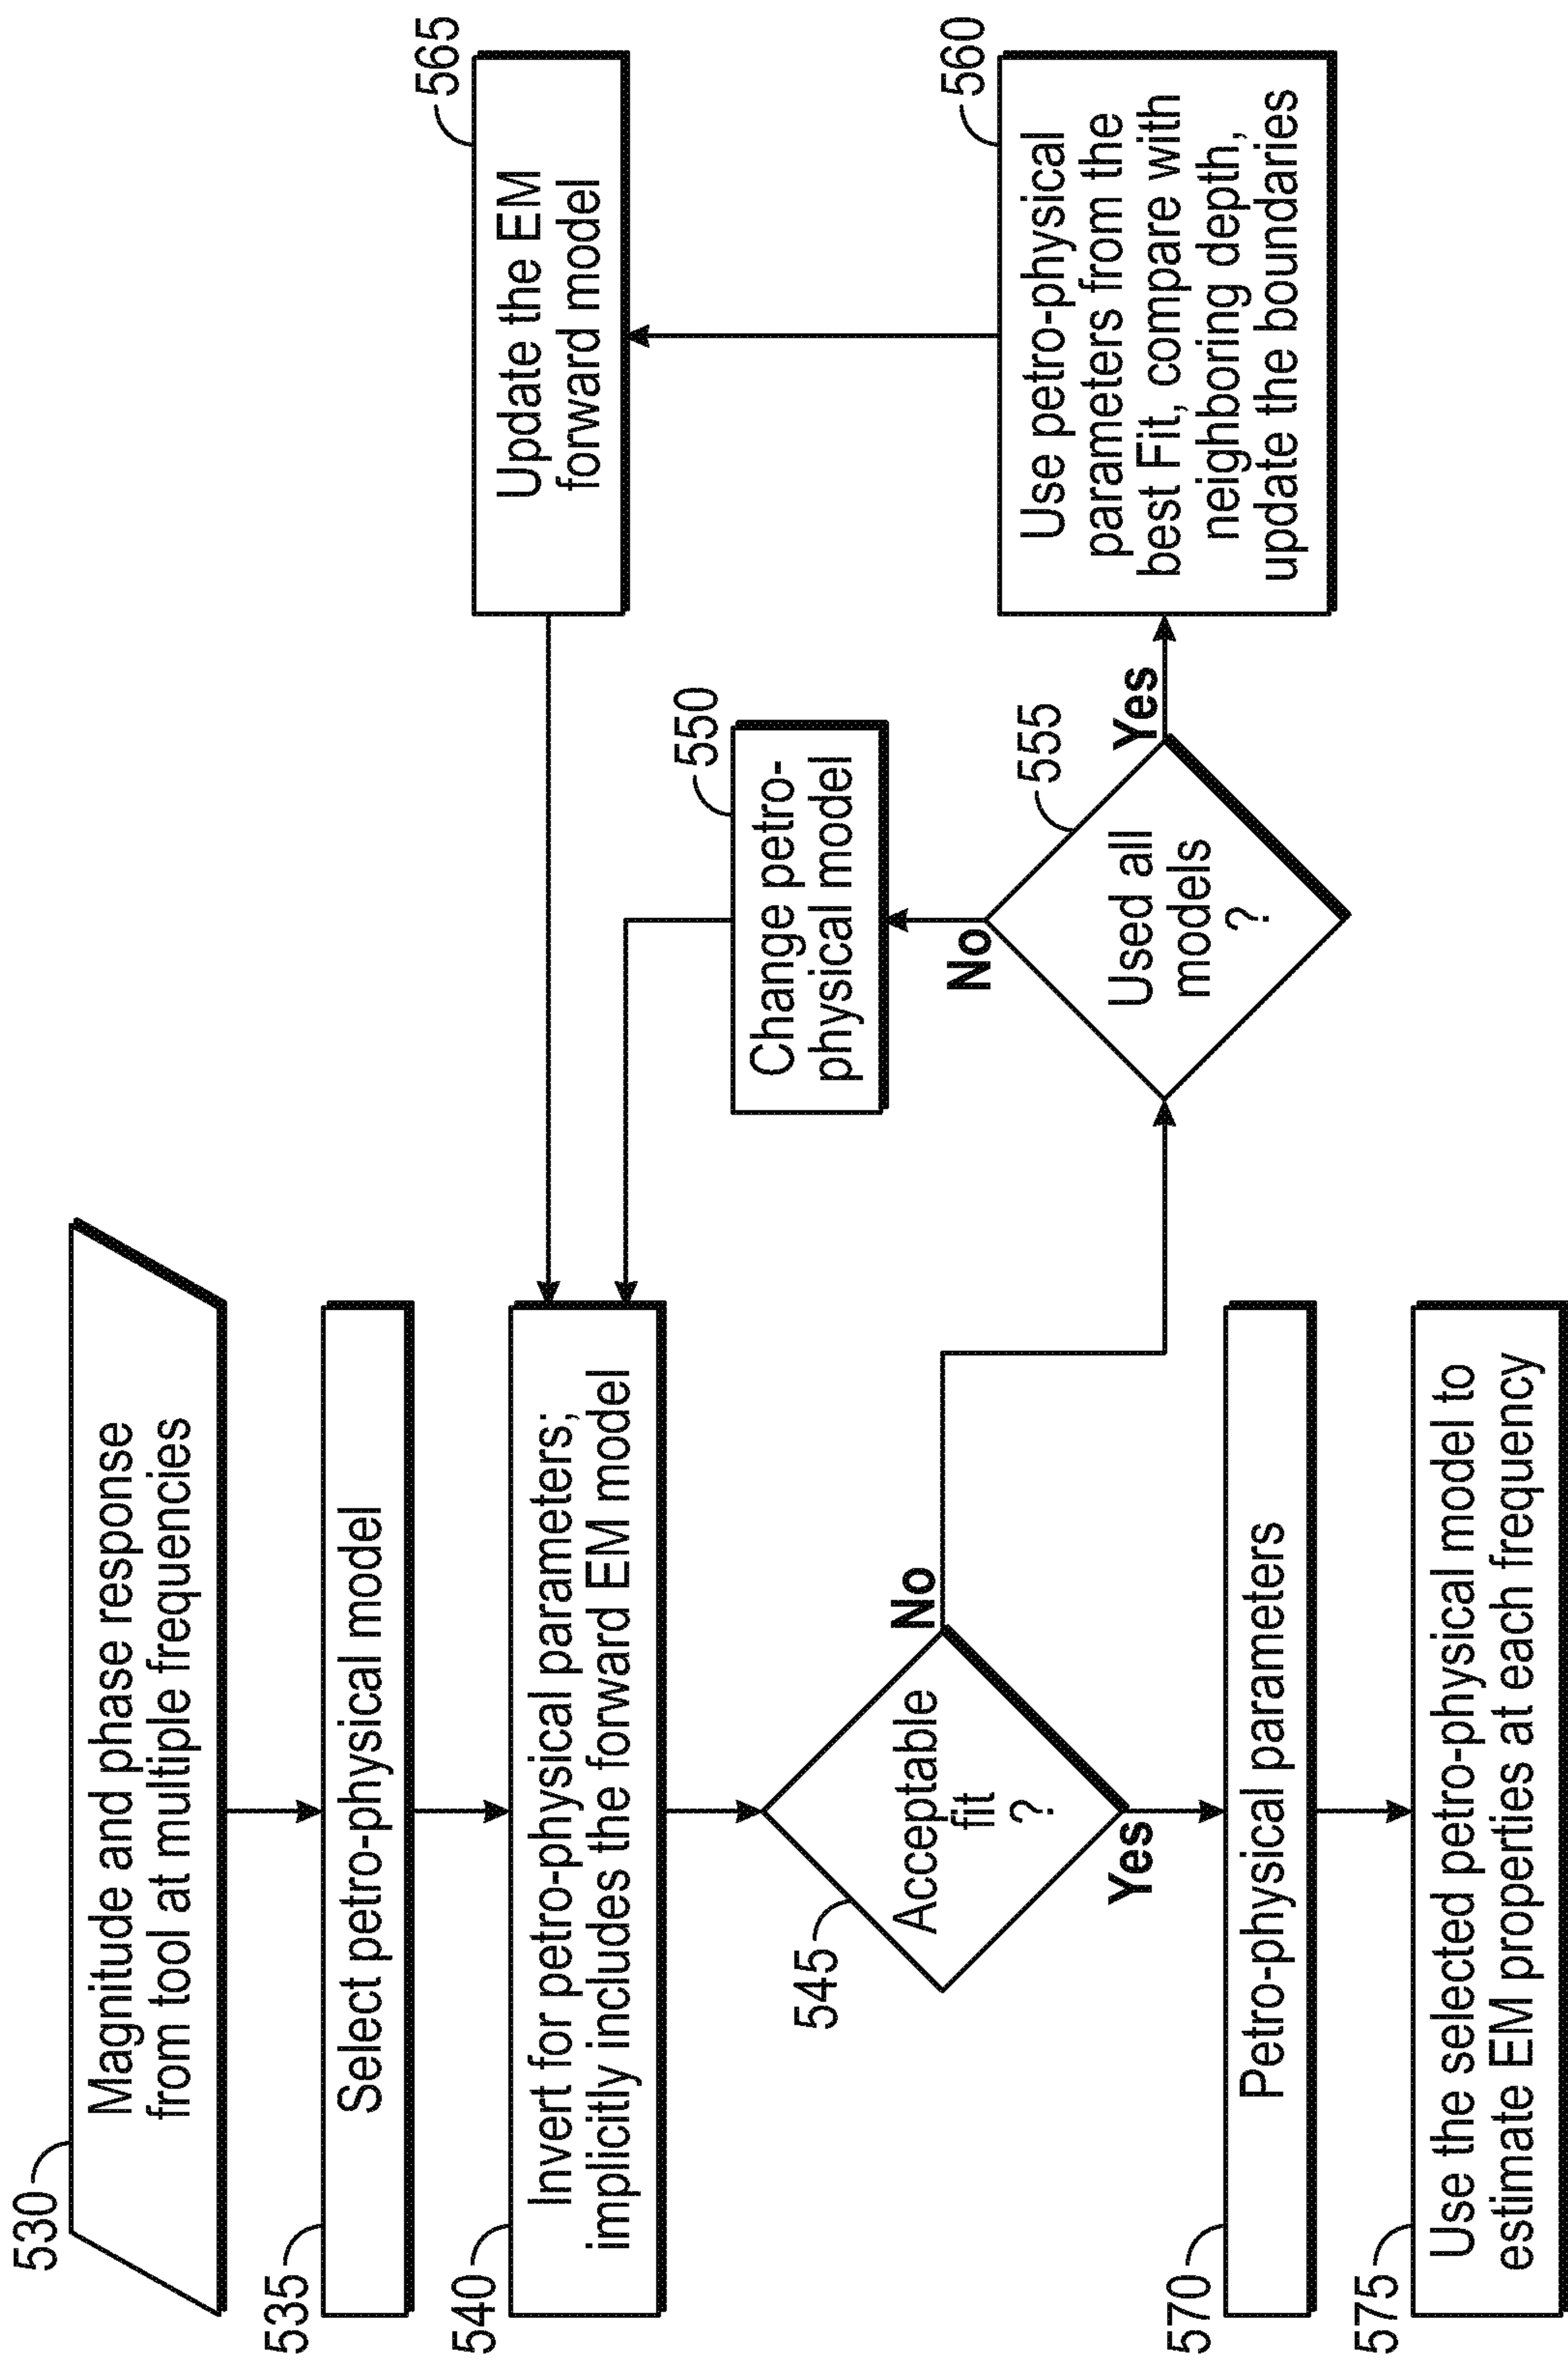 530
Magnitude and phase response
from tool at multiple frequencies
535
Select petro-physical model
540
Invert for petro-physical parameters;
implicitly includes the forward EM model
545
Acceptable
fit
?
No
Yes
570
Petro-physical parameters
575
Use the selected petro-physical model to
estimate EM properties at each frequency
565
Update the EM
forward model
550
Change petro-
physical model
555
Used all
models
?
No
Yes
560
Use petro-physical
parameters from the
best Fit, compare with
neighboring depth,
update the boundaries